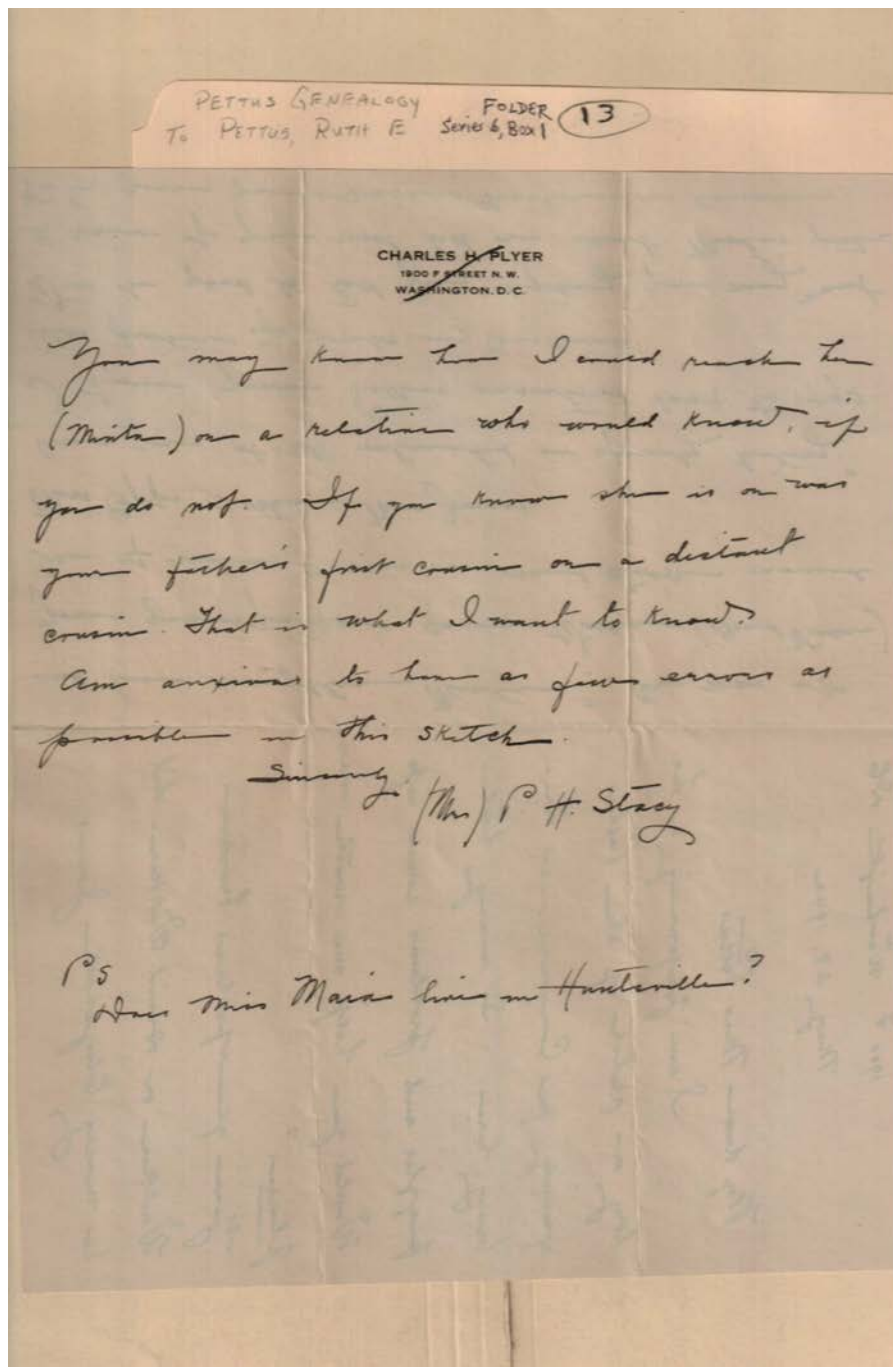 PETTUS GENEALOGY
To PETTUS, RUTH E
FOLDER
Series 6, Box 1
13
CHARLES H. PLYER
1900 F STREET N. W.
WASHINGTON, D. C.
You may know how I could reach her
(Minta) or a relative who would know, if
you do not. If you know she is or was
your father's first cousin or a distant
cousin. That is what I want to know?
Am anxious to have as few errors as
possible in this sketch.
Sincerely,
(Mrs) P H. Stacy
P S
Does Miss live in Huntsville?